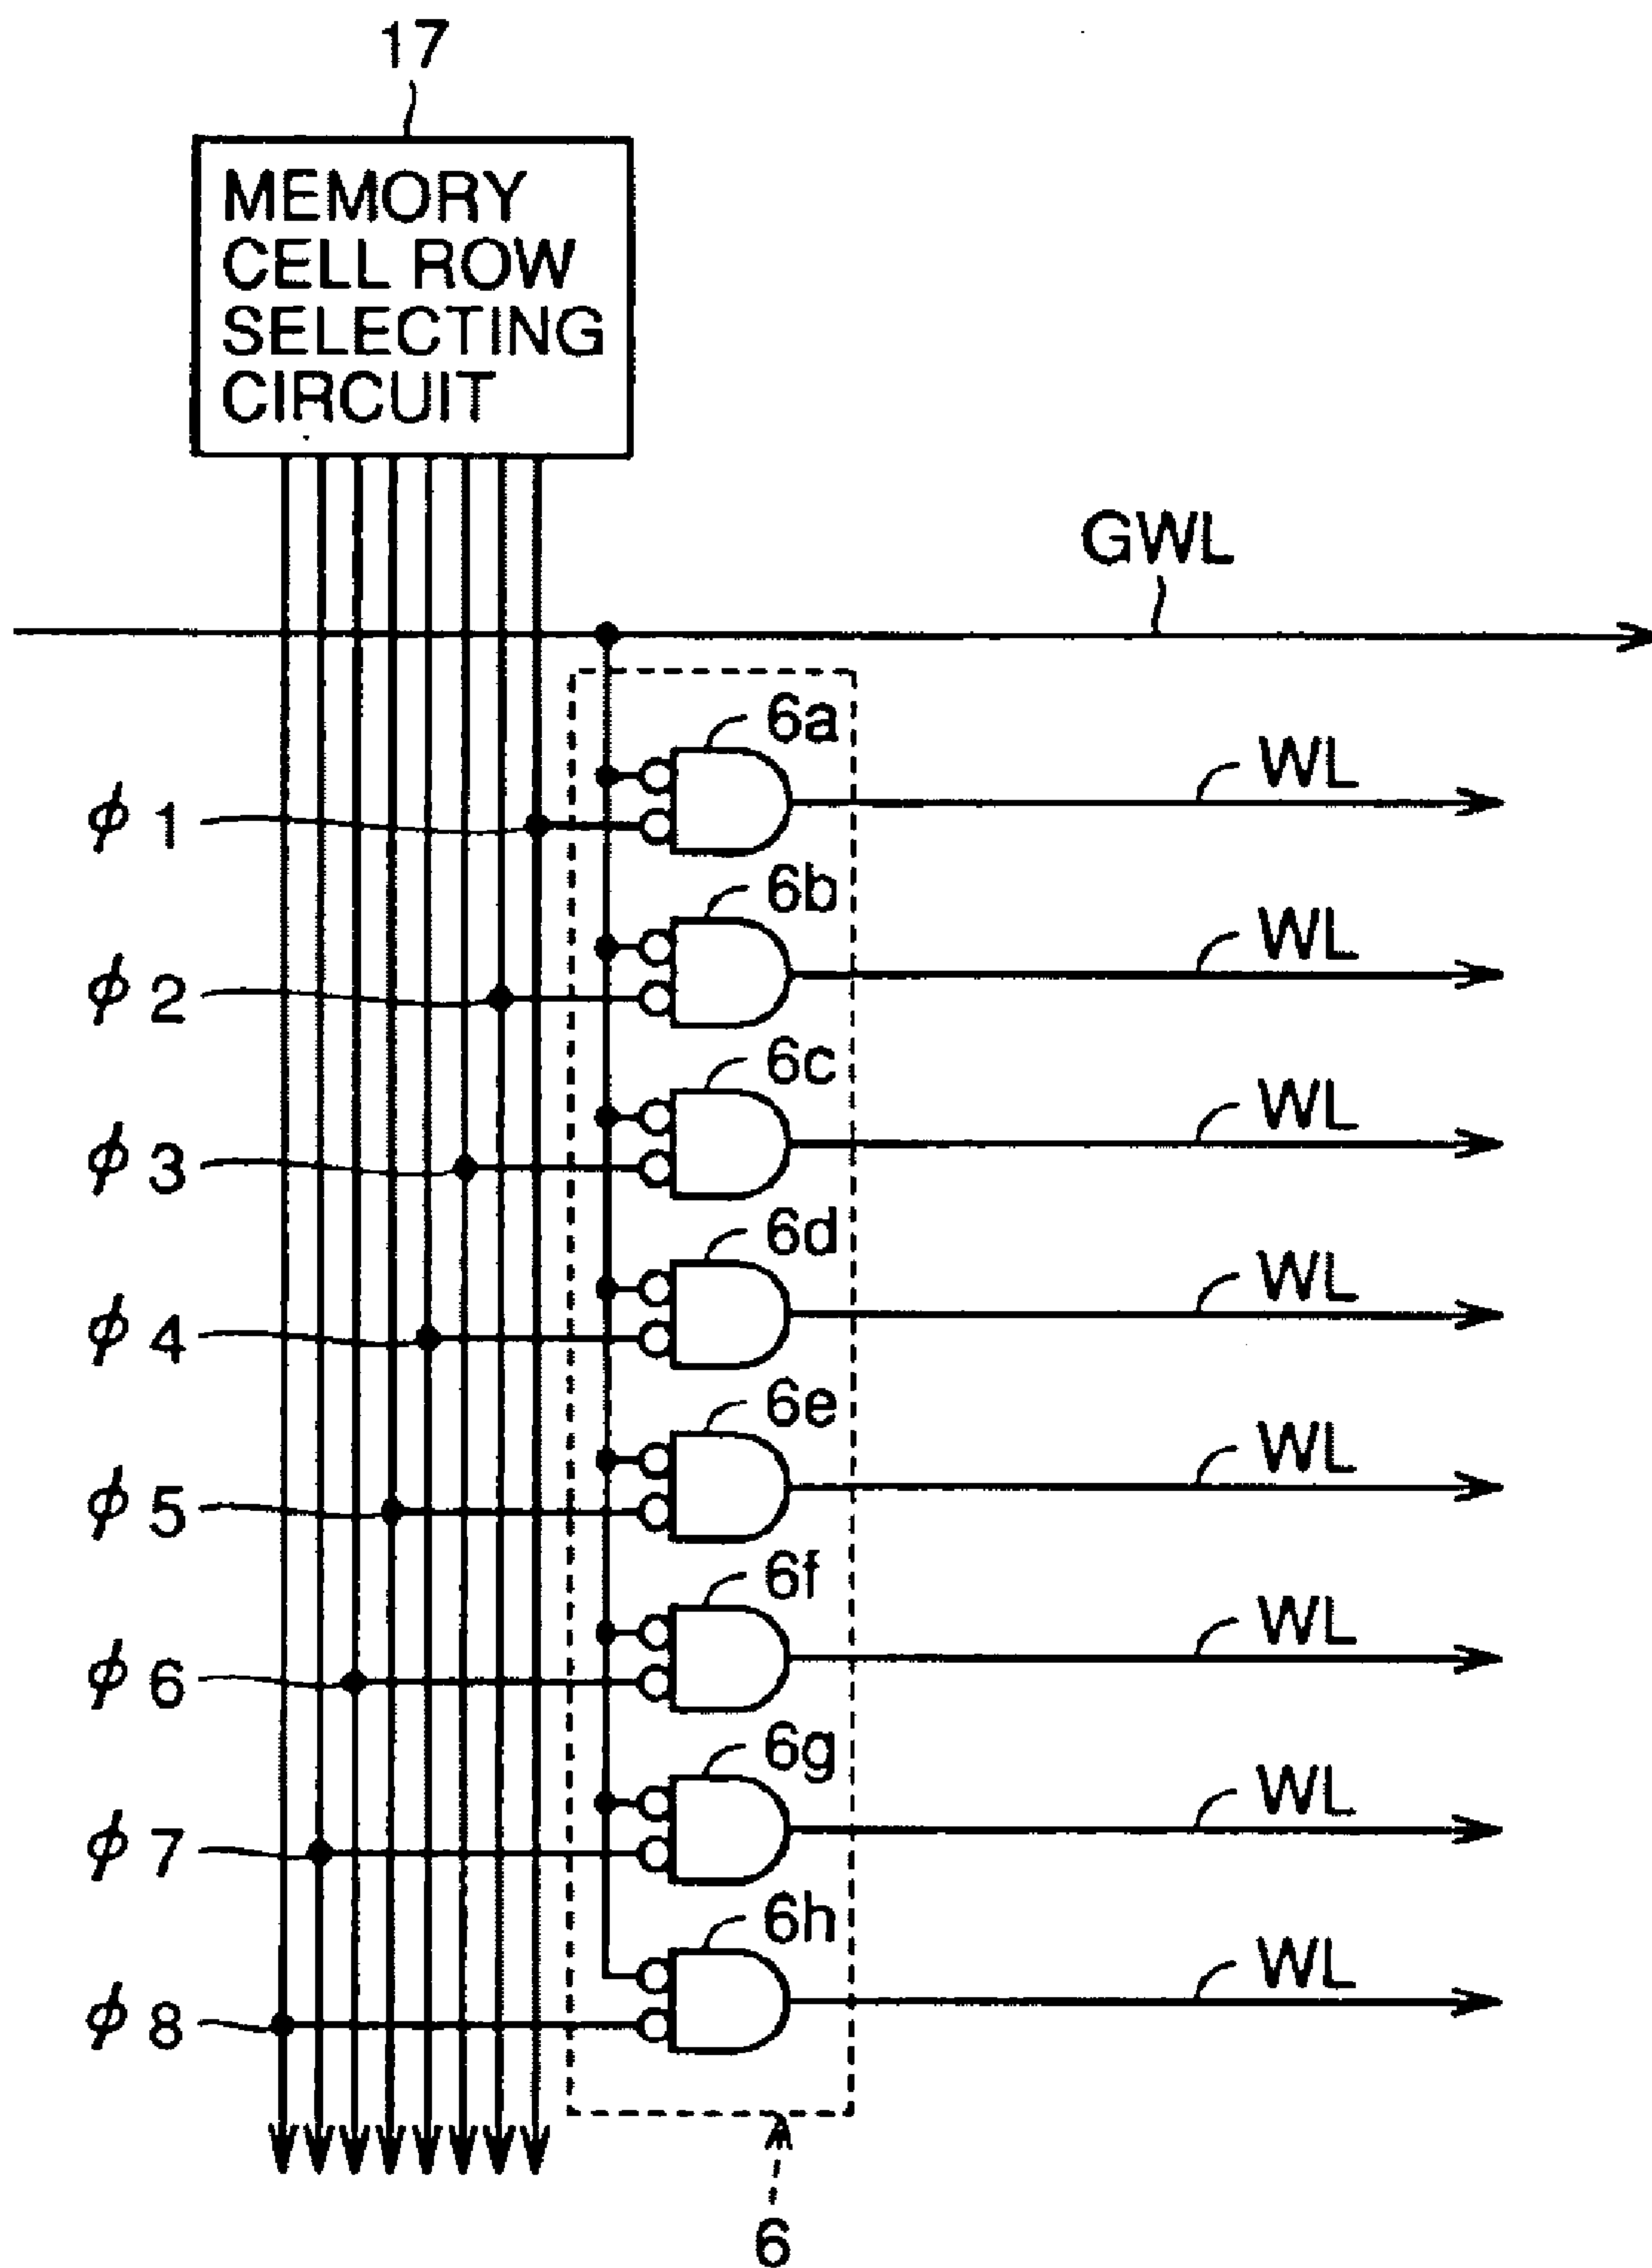 17
MEMORY
CELL ROW
SELECTING
CIRCUIT
GWL
6a
WL
ϕ 1
6b
WL
ϕ 2
6c
WL
ϕ 3
6d
WL
ϕ 4
6e
WL
ϕ 5
6f
WL
ϕ 6
6g
WL
ϕ 7
6h
WL
ϕ 8
6